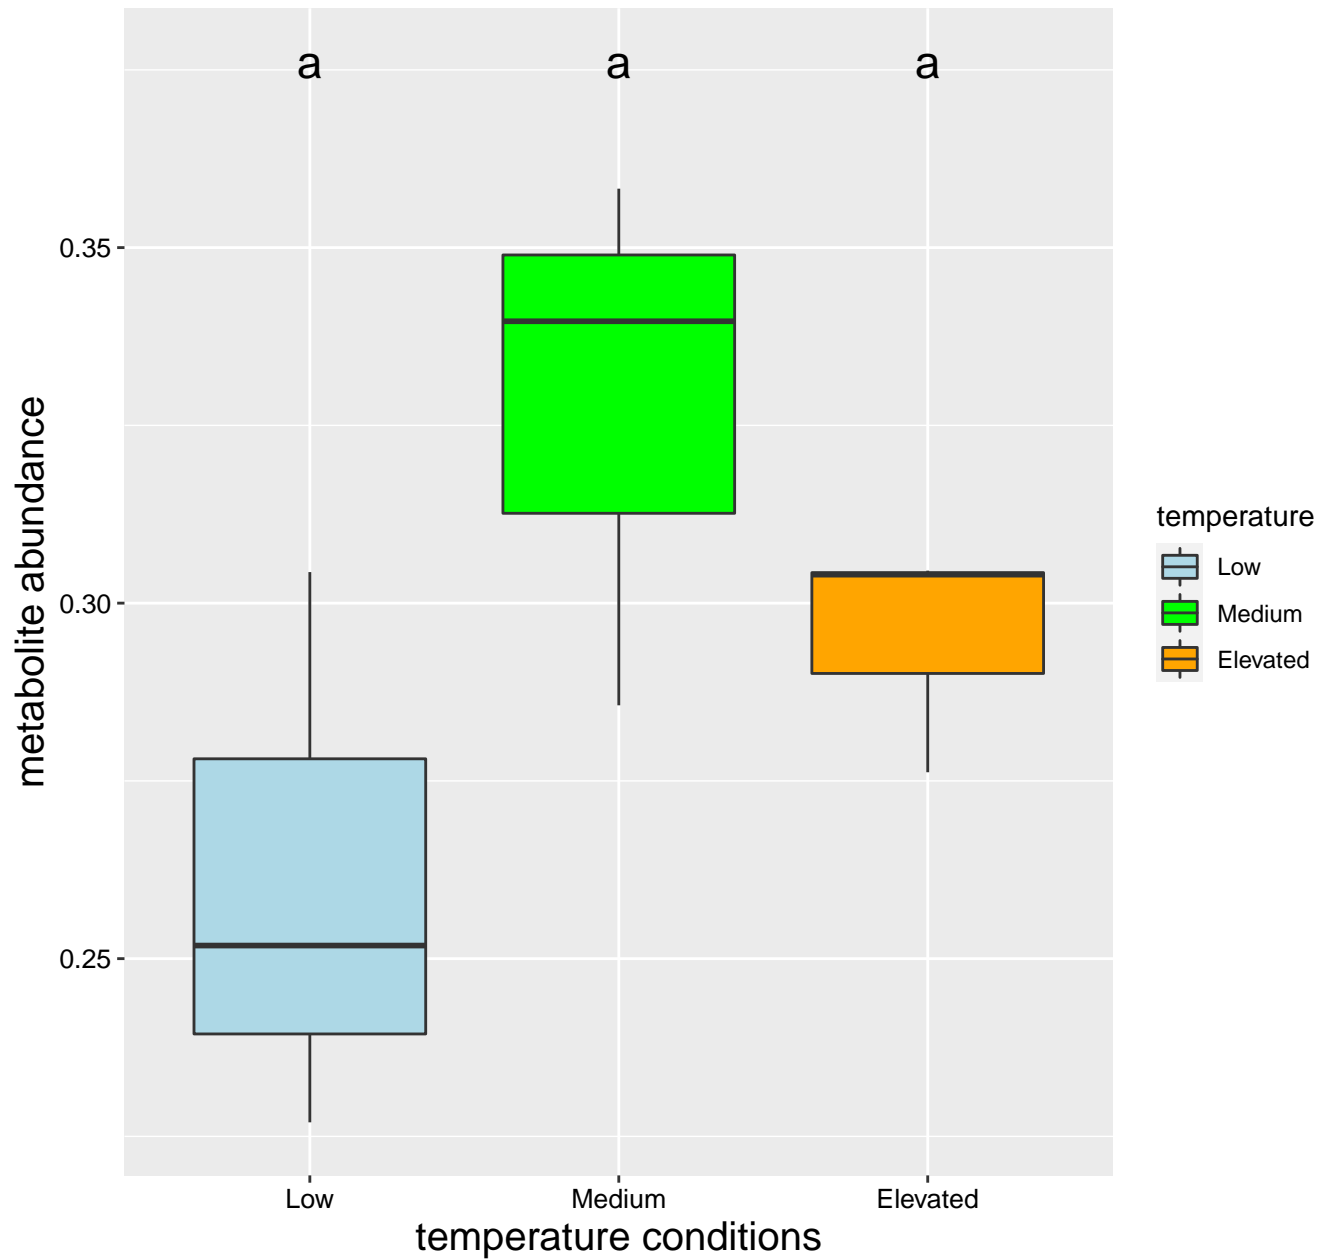 a a a
0.35
0.30
0.25
metabolite abundance
Low Medium Elevated
temperature conditions
temperature
Low
Medium
Elevated